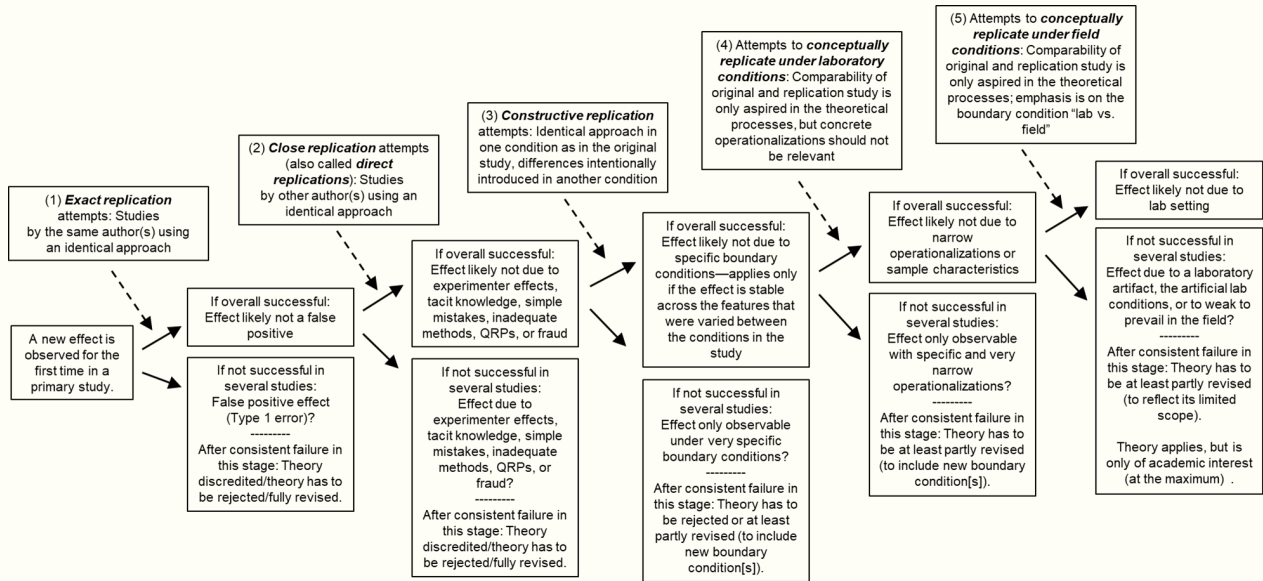 (1) Exact replication
attempts: Studies
by the same author(s) using
an identical approach
A new effect is
observed for the
first time in a
primary study.
If overall successful:
Effect likely not a false
positive
If not successful in
several studies:
False positive effect
(Type 1 error)?
---------
After consistent failure in
this stage: Theory
discredited/theory has to
be rejected/fully revised.
(2) Close replication attempts
(also called direct
replications): Studies
by other author(s) using an
identical approach
If overall successful:
Effect likely not due to
experimenter effects,
tacit knowledge, simple
mistakes, inadequate
methods, QRPs, or fraud
If not successful in
several studies:
Effect due to
experimenter effects,
tacit knowledge, simple
mistakes, inadequate
methods, QRPs, or
fraud?
---------
After consistent failure in
this stage: Theory
discredited/theory has to
be rejected/fully revised.
(3) Constructive replication
attempts: Identical approach in
one condition as in the original
study, differences intentionally
introduced in another condition
If overall successful:
Effect likely not due to
specific boundary
conditions—applies only
if the effect is stable
across the features that
were varied between
the conditions in the
study
If not successful in
several studies:
Effect only observable
under very specific
boundary conditions?
---------
After consistent failure in
this stage: Theory has to
be rejected or at least
partly revised (to include
new boundary
condition[s]).
(4) Attempts to conceptually
replicate under laboratory
conditions: Comparability of
original and replication study is
only aspired in the theoretical
processes, but concrete
operationalizations should not
be relevant
If overall successful:
Effect likely not due to
narrow
operationalizations or
sample characteristics
If not successful in
several studies:
Effect only observable
with specific and very
narrow
operationalizations?
---------
After consistent failure in
this stage: Theory has to
be at least partly revised
(to include new boundary
condition[s]).
(5) Attempts to conceptually
replicate under field
conditions: Comparability of
original and replication study is
only aspired in the theoretical
processes; emphasis is on the
boundary condition “lab vs.
field”
If overall successful:
Effect likely not due to
lab setting
If not successful in
several studies:
Effect due to a laboratory
artifact, the artificial lab
conditions, or to weak to
prevail in the field?
---------
After consistent failure in
this stage: Theory has to
be at least partly revised
(to reflect its limited
scope).
Theory applies, but is
only of academic interest
(at the maximum) .